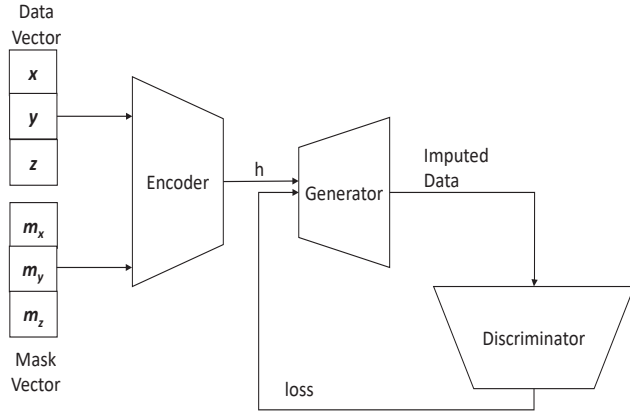 Data
Vector
x
y
z
m_x
m_y
m_z
Mask
Vector
Encoder
h
Generator
Imputed
Data
Discriminator
loss